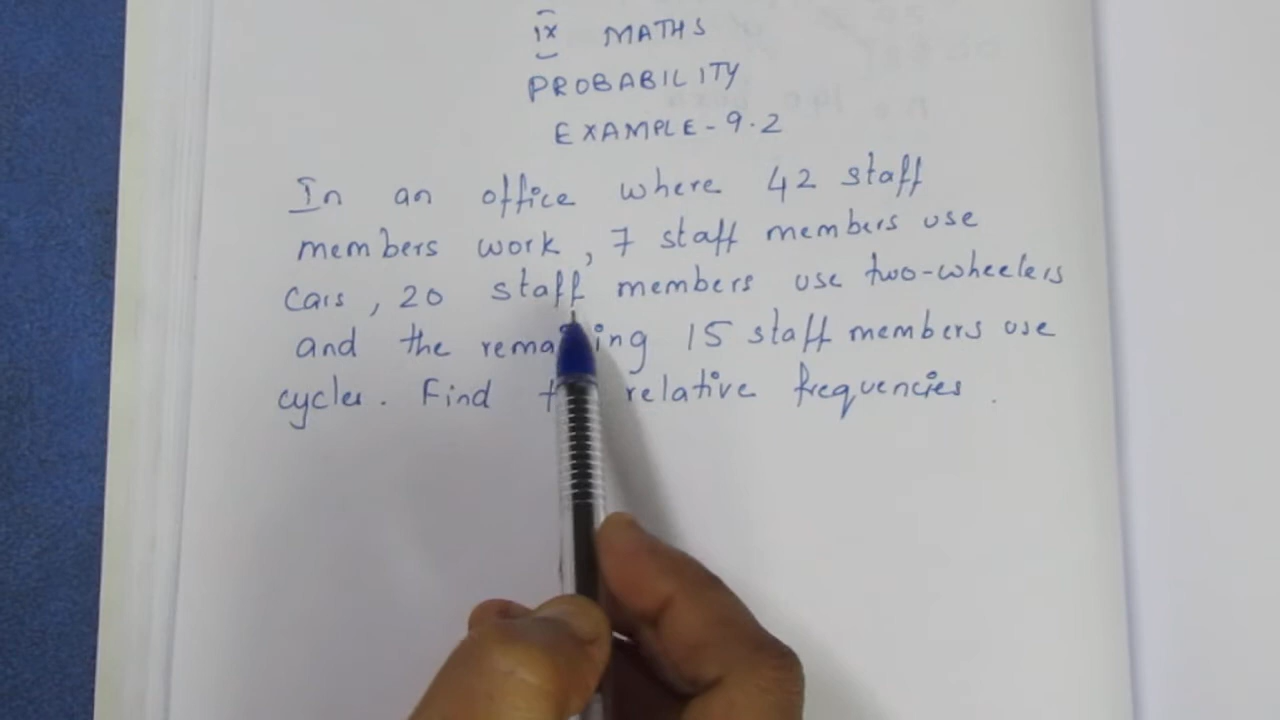 IX MATHS
PROBABILITY
EXAMPLE-9.2
In an office where 42 staff
members work, 7 staff members use
Cars, 20 staff members use two-wheelers
and the remaining 15 staff members use
cycles. Find relative frequencies.